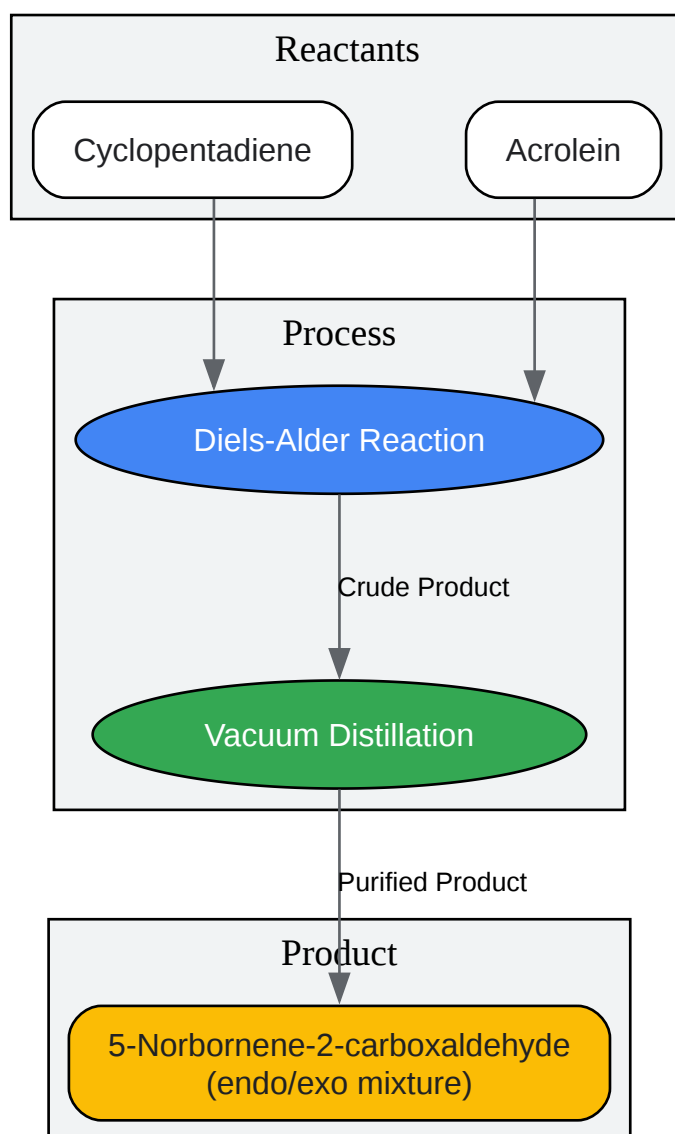 Reactants
Cyclopentadiene
Acrolein
Process
Diels-Alder Reaction
Crude Product
Vacuum Distillation
Purified Product
Product
5-Norbornene-2-carboxaldehyde
(endo/exo mixture)